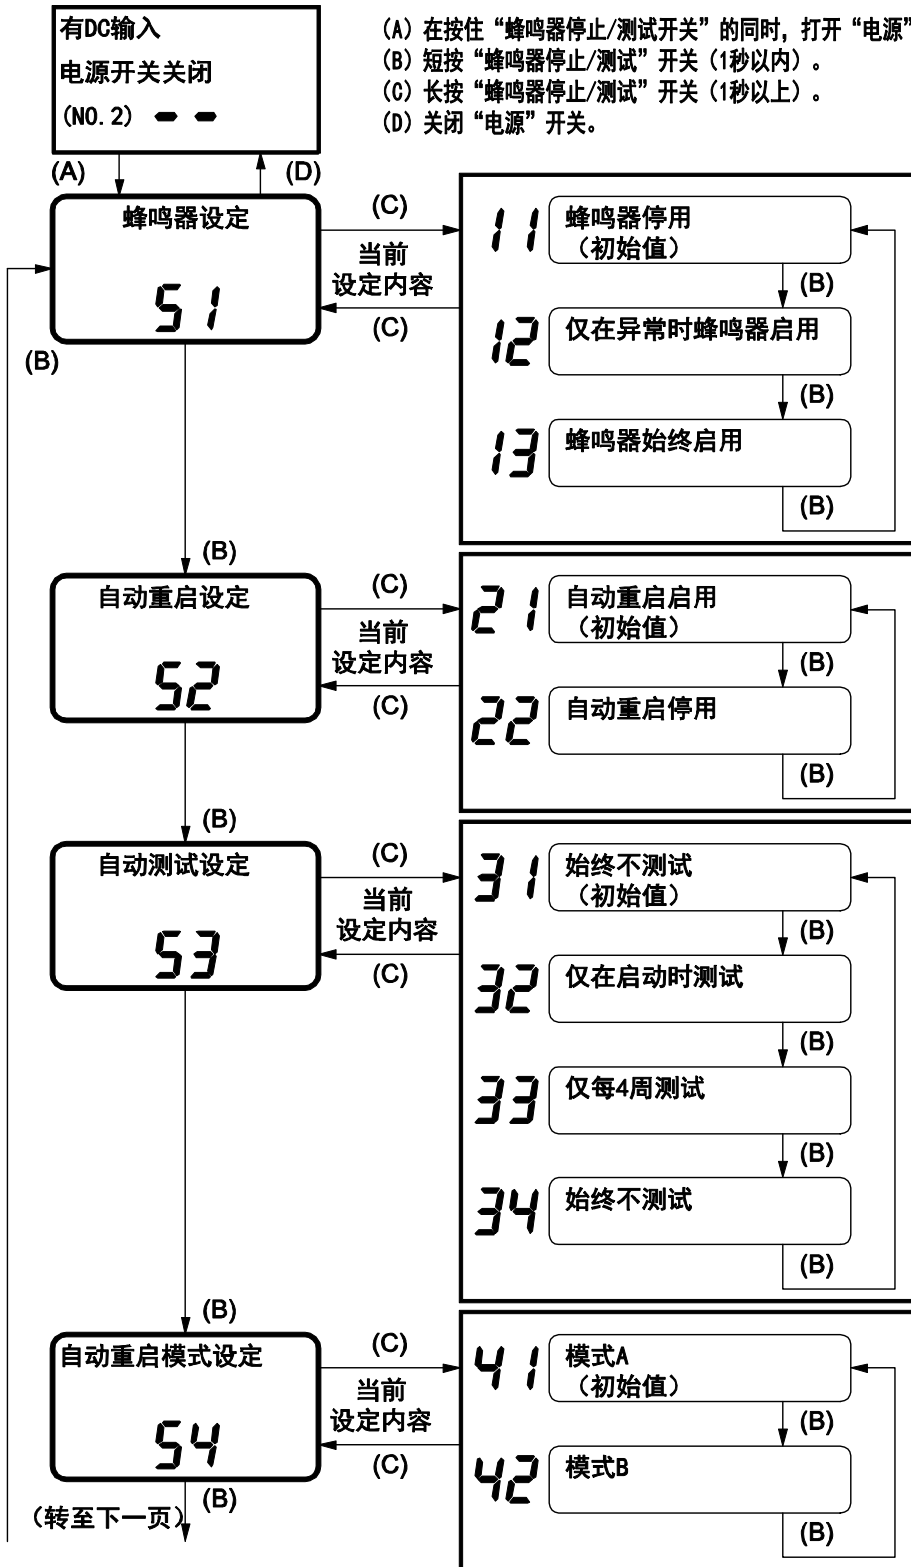 有DC输入
电源开关关闭
(NO. 2) - -
(A) 在按住“蜂鸣器停止/测试开关”的同时, 打开“电源”
(B) 短按“蜂鸣器停止/测试”开关 (1秒以内) 。
(C) 长按“蜂鸣器停止/测试”开关 (1秒以上) 。
(D) 关闭“电源”开关。
(A)
(D)
蜂鸣器设定
S1
(B)
(C)
当前
设定内容
(C)
11 蜂鸣器停用
(初始值)
(B)
12 仅在异常时蜂鸣器启用
(B)
13 蜂鸣器始终启用
(B)
(B)
自动重启设定
S2
(C)
当前
设定内容
(C)
21 自动重启启用
(初始值)
(B)
22 自动重启停用
(B)
(B)
自动测试设定
S3
(C)
当前
设定内容
(C)
31 始终不测试
(初始值)
(B)
32 仅在启动时测试
(B)
33 仅每4周测试
(B)
34 始终不测试
(B)
(B)
自动重启模式设定
S4
(C)
当前
设定内容
(C)
41 模式A
(初始值)
(B)
42 模式B
(B)
(B)
(转至下一页)